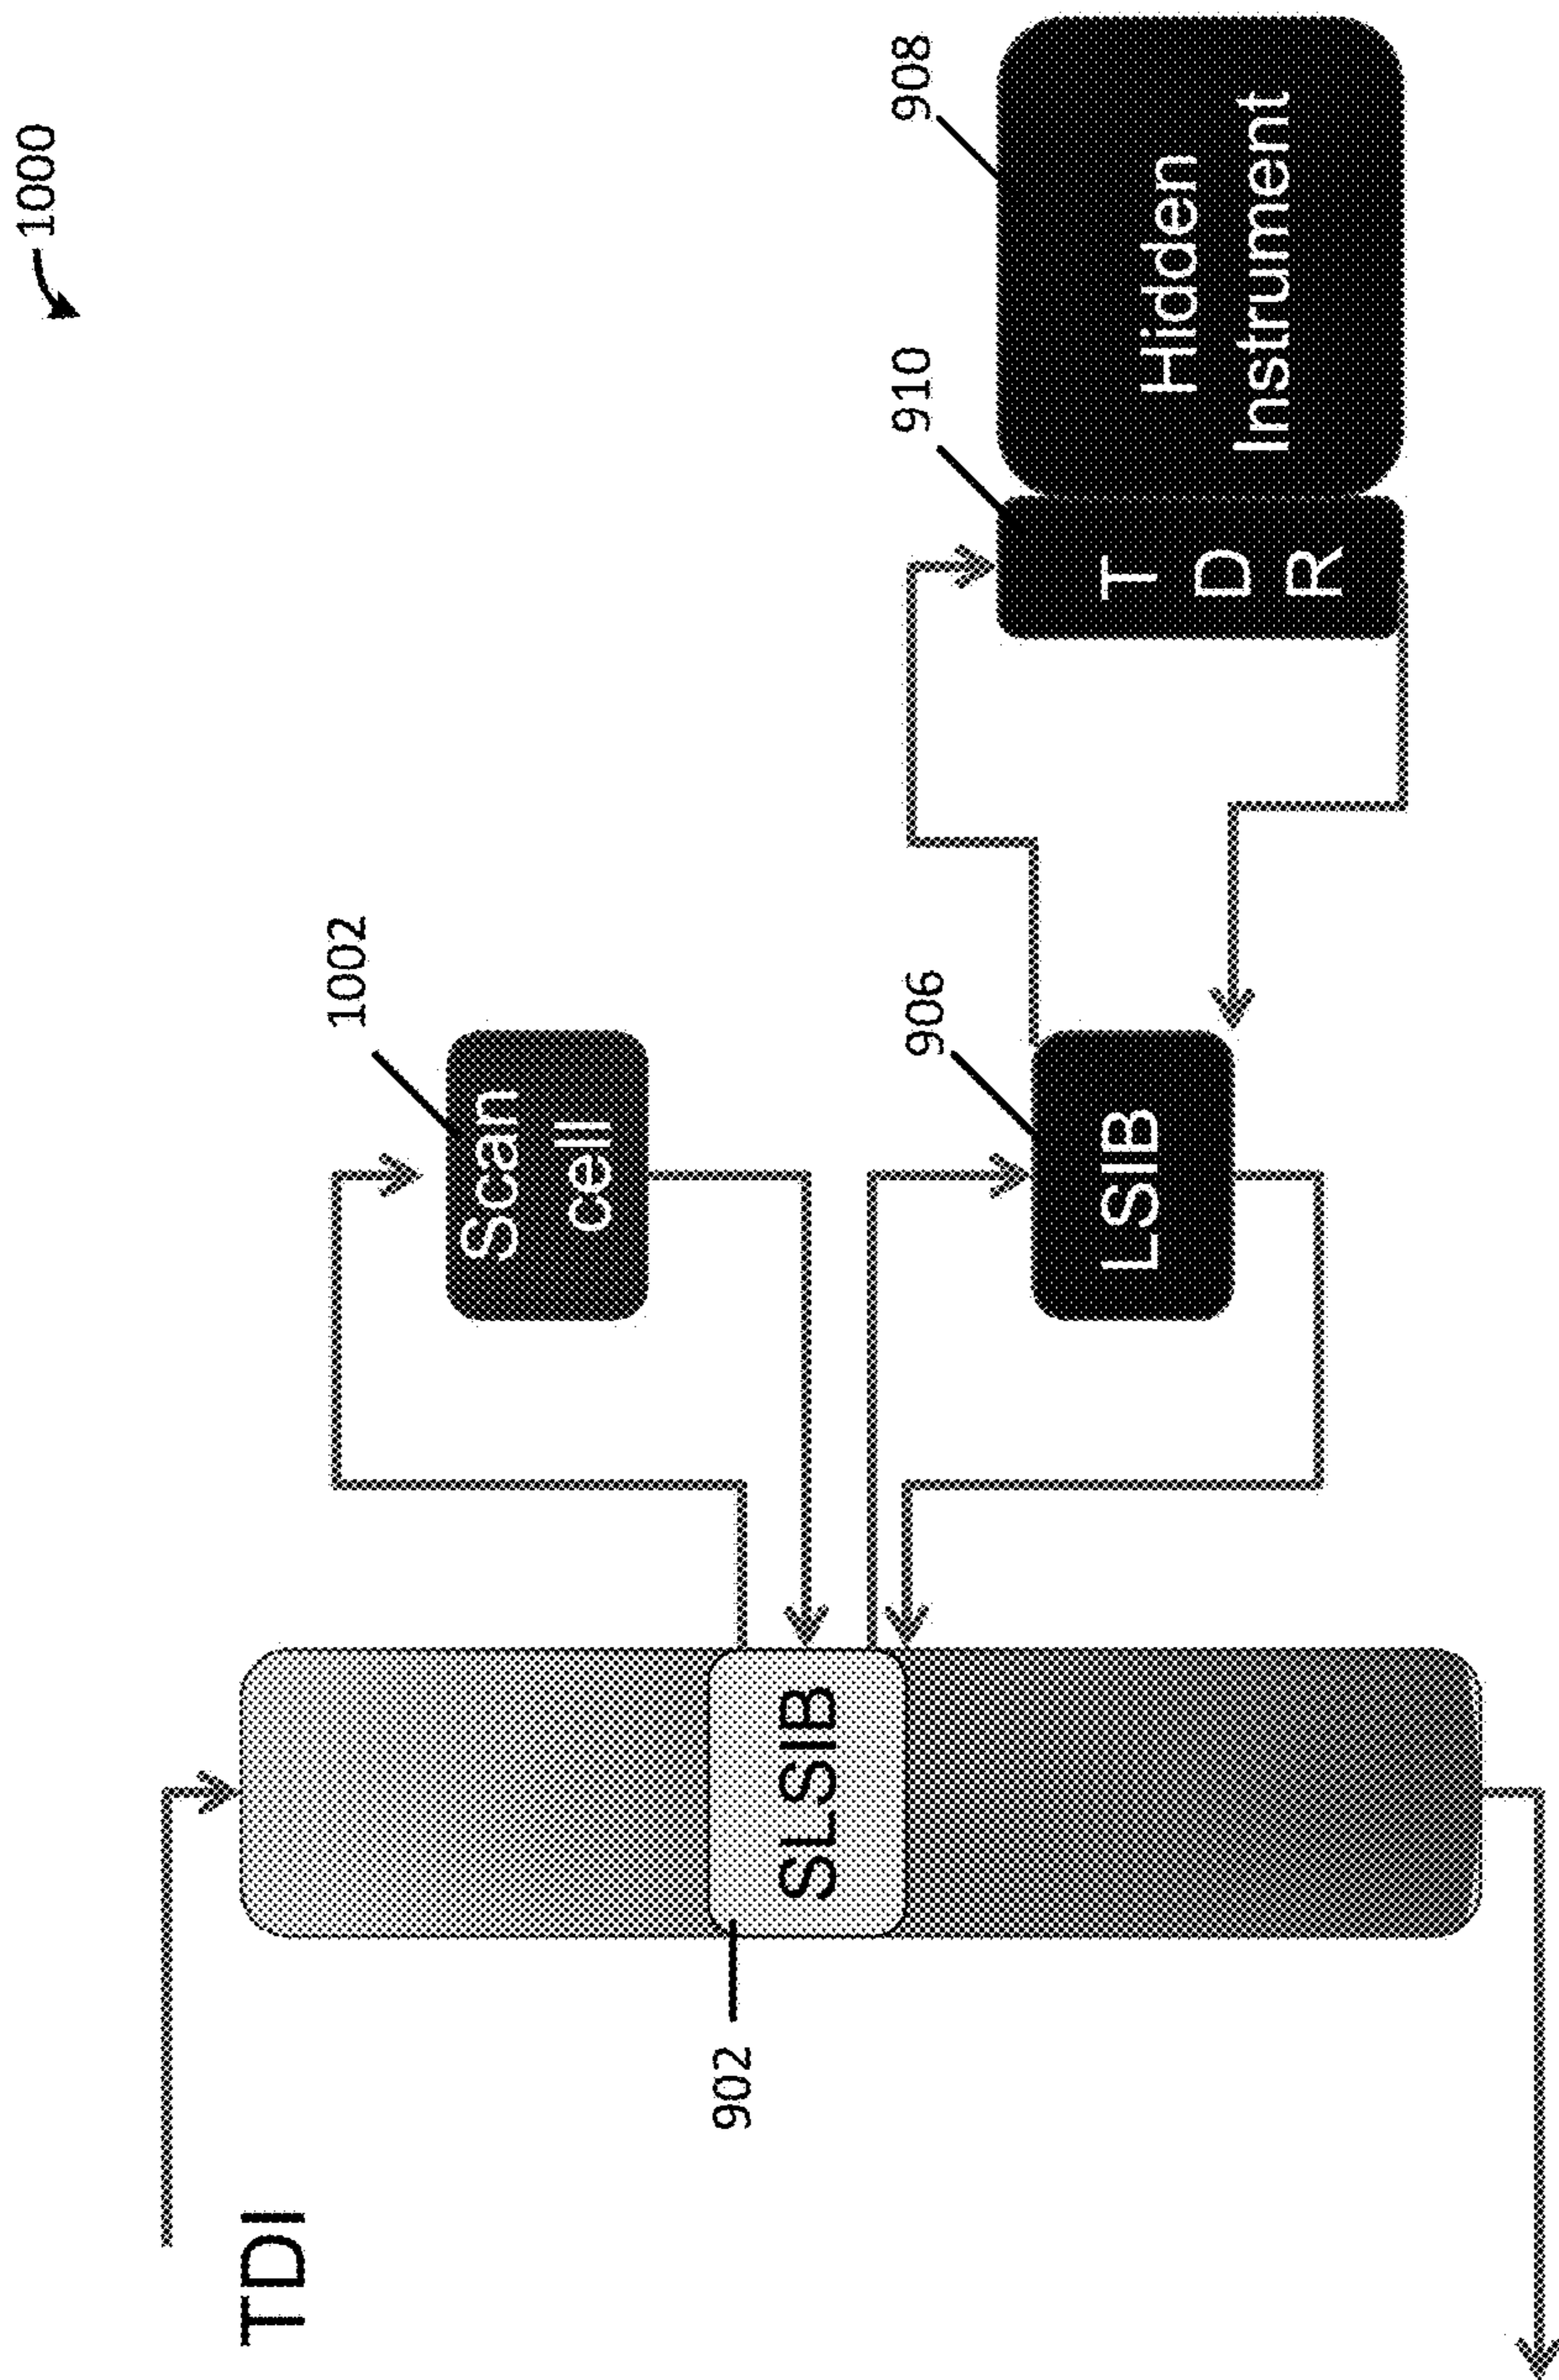 1000
TDI
902
SLSIB
1002
Scan
cell
906
LSIB
910
T
D
R
908
Hidden
Instrument